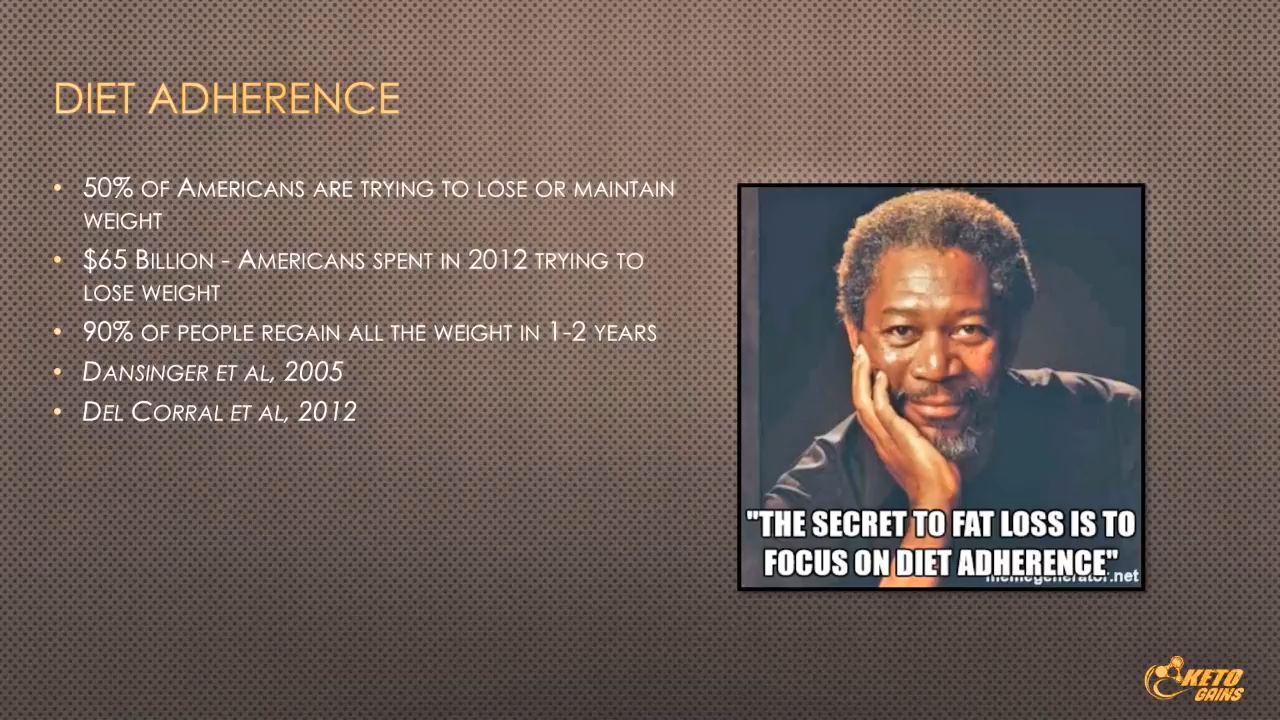 DIET ADHERENCE
• 50% OF AMERICANS ARE TRYING TO LOSE OR MAINTAIN
WEIGHT
• $65 BILLION - AMERICANS SPENT IN 2012 TRYING TO
LOSE WEIGHT
• 90% OF PEOPLE REGAIN ALL THE WEIGHT IN 1-2 YEARS
• DANSINGER ET AL, 2005
• DEL CORRAL ET AL, 2012
"THE SECRET TO FAT LOSS IS TO
FOCUS ON DIET ADHERENCE"
memegenerator.net
KETO
GAINS